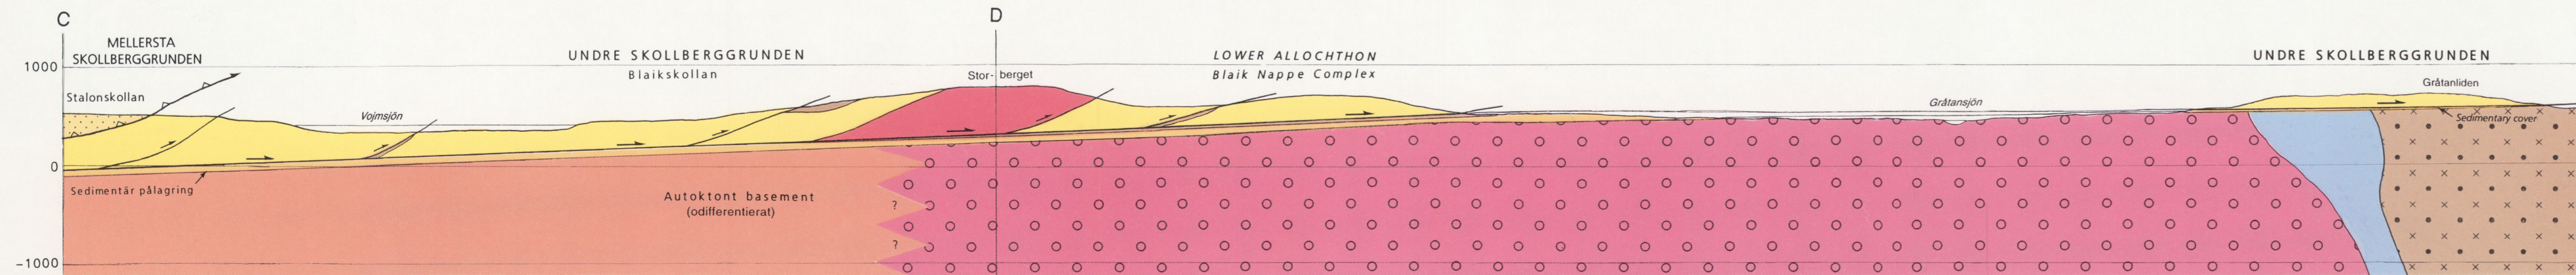 C
D
MELLERSTA
SKOLLBERGGRUNDEN
UNDRE SKOLLBERGGRUNDEN
Blaikskollan
LOWER ALLOCHTHON
Blaik Nappe Complex
UNDRE SKOLLBERGGRUNDEN
1000
Stor- berget
Gråtanliden
Stalonskollan
Vojmsjön
Gråtansjön
Sedimentary cover
0
Sedimentär pålagring
Autoktont basement
(odifferentierat)
?
?
-1000